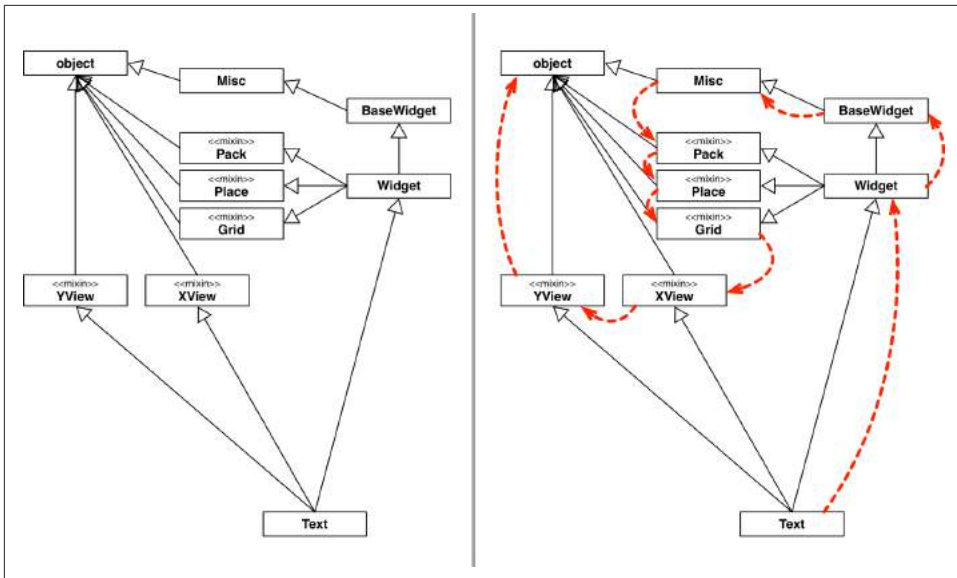 object
Misc
BaseWidget
<<mixin>>
Pack
<<mixin>>
Place
Widget
<<mixin>>
Grid
<<mixin>>
YView
<<mixin>>
XView
Text
object
Misc
BaseWidget
<<mixin>>
Pack
<<mixin>>
Place
Widget
<<mixin>>
Grid
<<mixin>>
YView
<<mixin>>
XView
Text